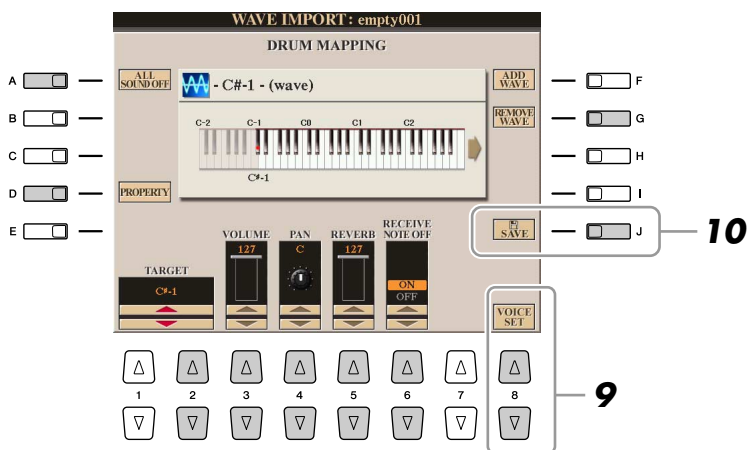 WAVE IMPORT : empty001
DRUM MAPPING
A
ALL
SOUND OFF
- C#-1 - (wave)
ADD
WAVE
F
B
REMOVE
WAVE
G
C-2 C-1 C0 C1 C2
C
H
C#-1
D
PROPERTY
I
E
SAVE
J
10
VOLUME
127
PAN
C
REVERB
127
RECEIVE
NOTE OFF
ON
OFF
TARGET
C#-1
VOICE
SET
1 2 3 4 5 6 7 8
9